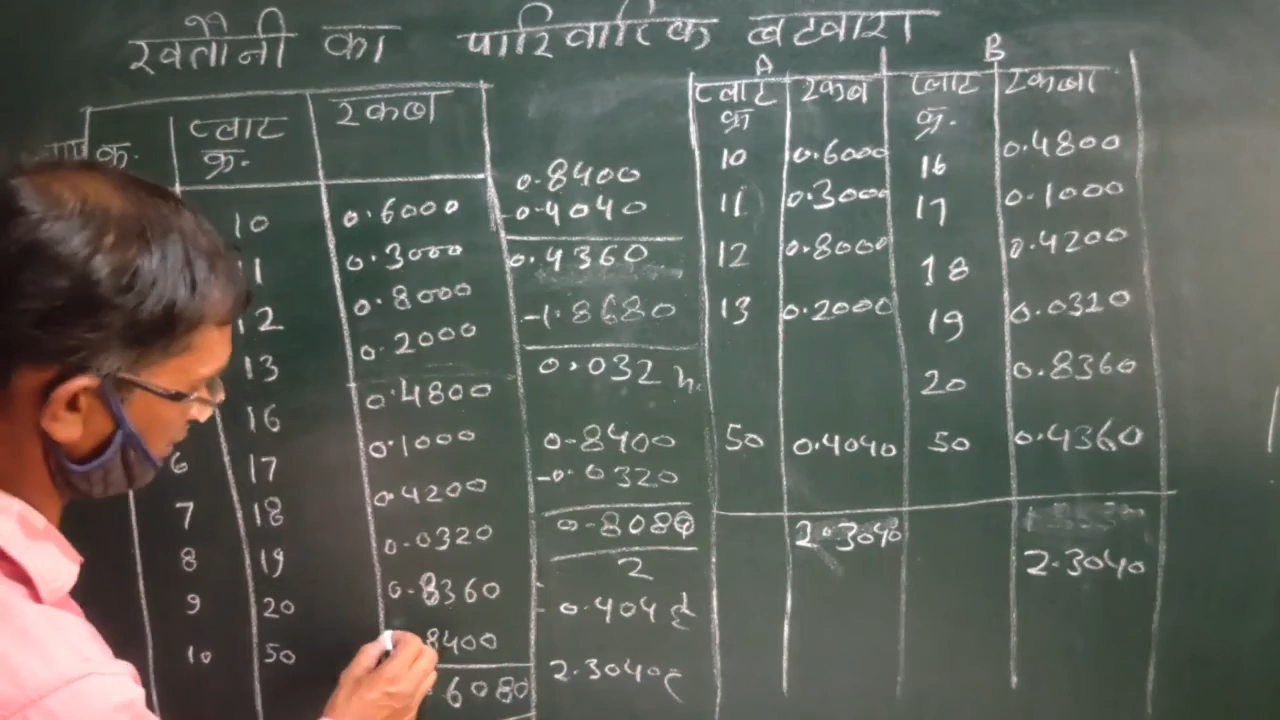 खतौनी का पारिवारिक बटवारा
क्र. प्लाट क्र. रकबा
10 0.6000
11 0.3000
12 0.8000
13 0.2000
16 0.4800
6 17 0.1000
7 18 0.4200
8 19 0.0320
9 20 0.8360
10 50 8400
6080
0.8400
-0.4040
0.4360
-1.8680
0.032 h.
0.8400
-0.0320
0.8080
2
0.404 हे
2.3040
A B
प्लाट क्र रकबा प्लाट क्र. रकबा
10 0.6000 16 0.4800
11 0.3000 17 0.1000
12 0.8000 18 0.4200
13 0.2000 19 0.0320
20 0.8360
50 0.4040 50 0.4360
2.3040 2.3040